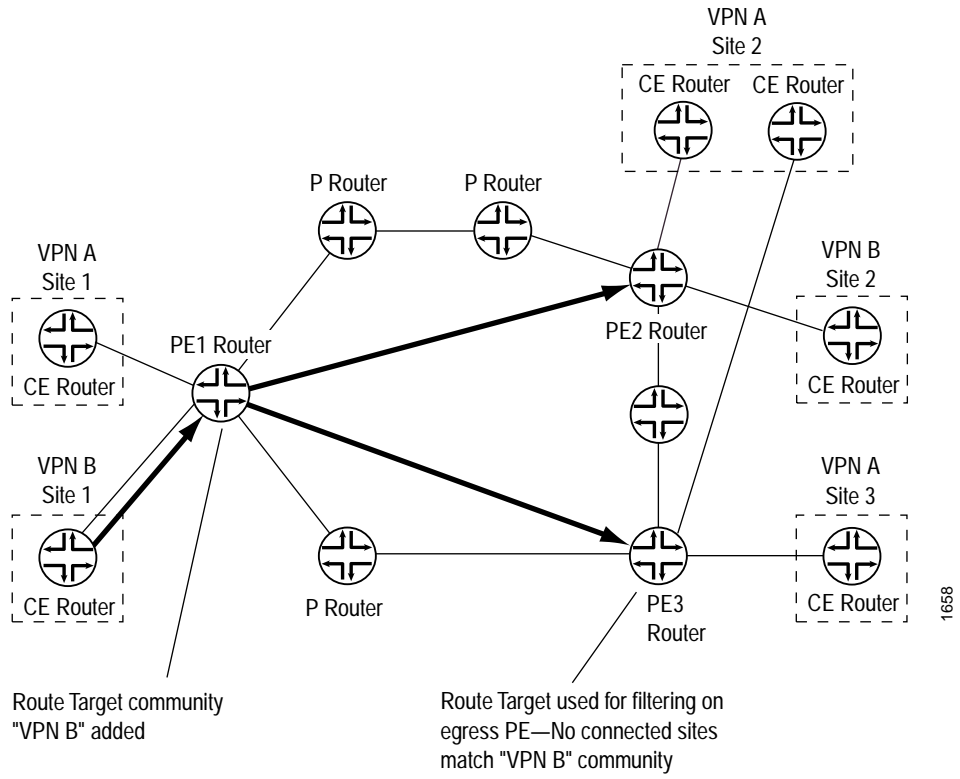 VPN A
Site 2
CE Router
CE Router
P Router
P Router
VPN A
Site 1
VPN B
Site 2
PE1 Router
PE2 Router
CE Router
CE Router
VPN B
Site 1
VPN A
Site 3
CE Router
P Router
PE3
Router
CE Router
1658
Route Target community
"VPN B" added
Route Target used for filtering on
egress PE—No connected sites
match "VPN B" community